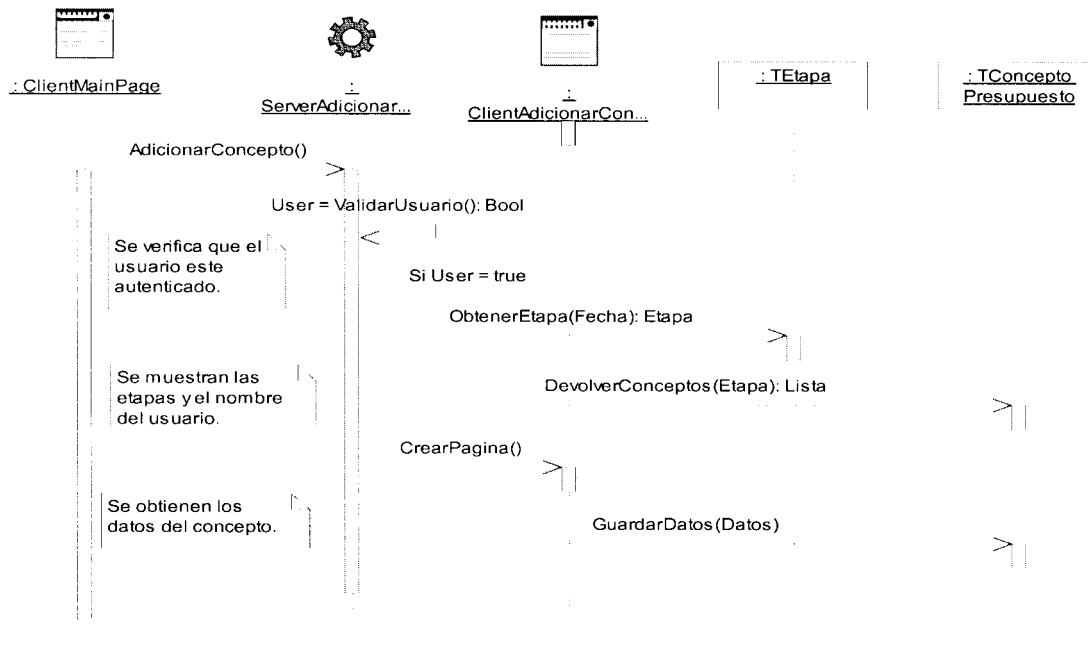 : ClientMainPage
:
ServerAdicionar...
:
ClientAdicionarCon...
: TEtapa
: TConcepto
Presupuesto
AdicionarConcepto()
User = ValidarUsuario(): Bool
Se verifica que el
usuario este
autenticado.
Si User = true
ObtenerEtapa(Fecha): Etapa
Se muestran las
etapas y el nombre
del usuario.
DevolverConceptos(Etapa): Lista
CrearPagina()
Se obtienen los
datos del concepto.
GuardarDatos(Datos)